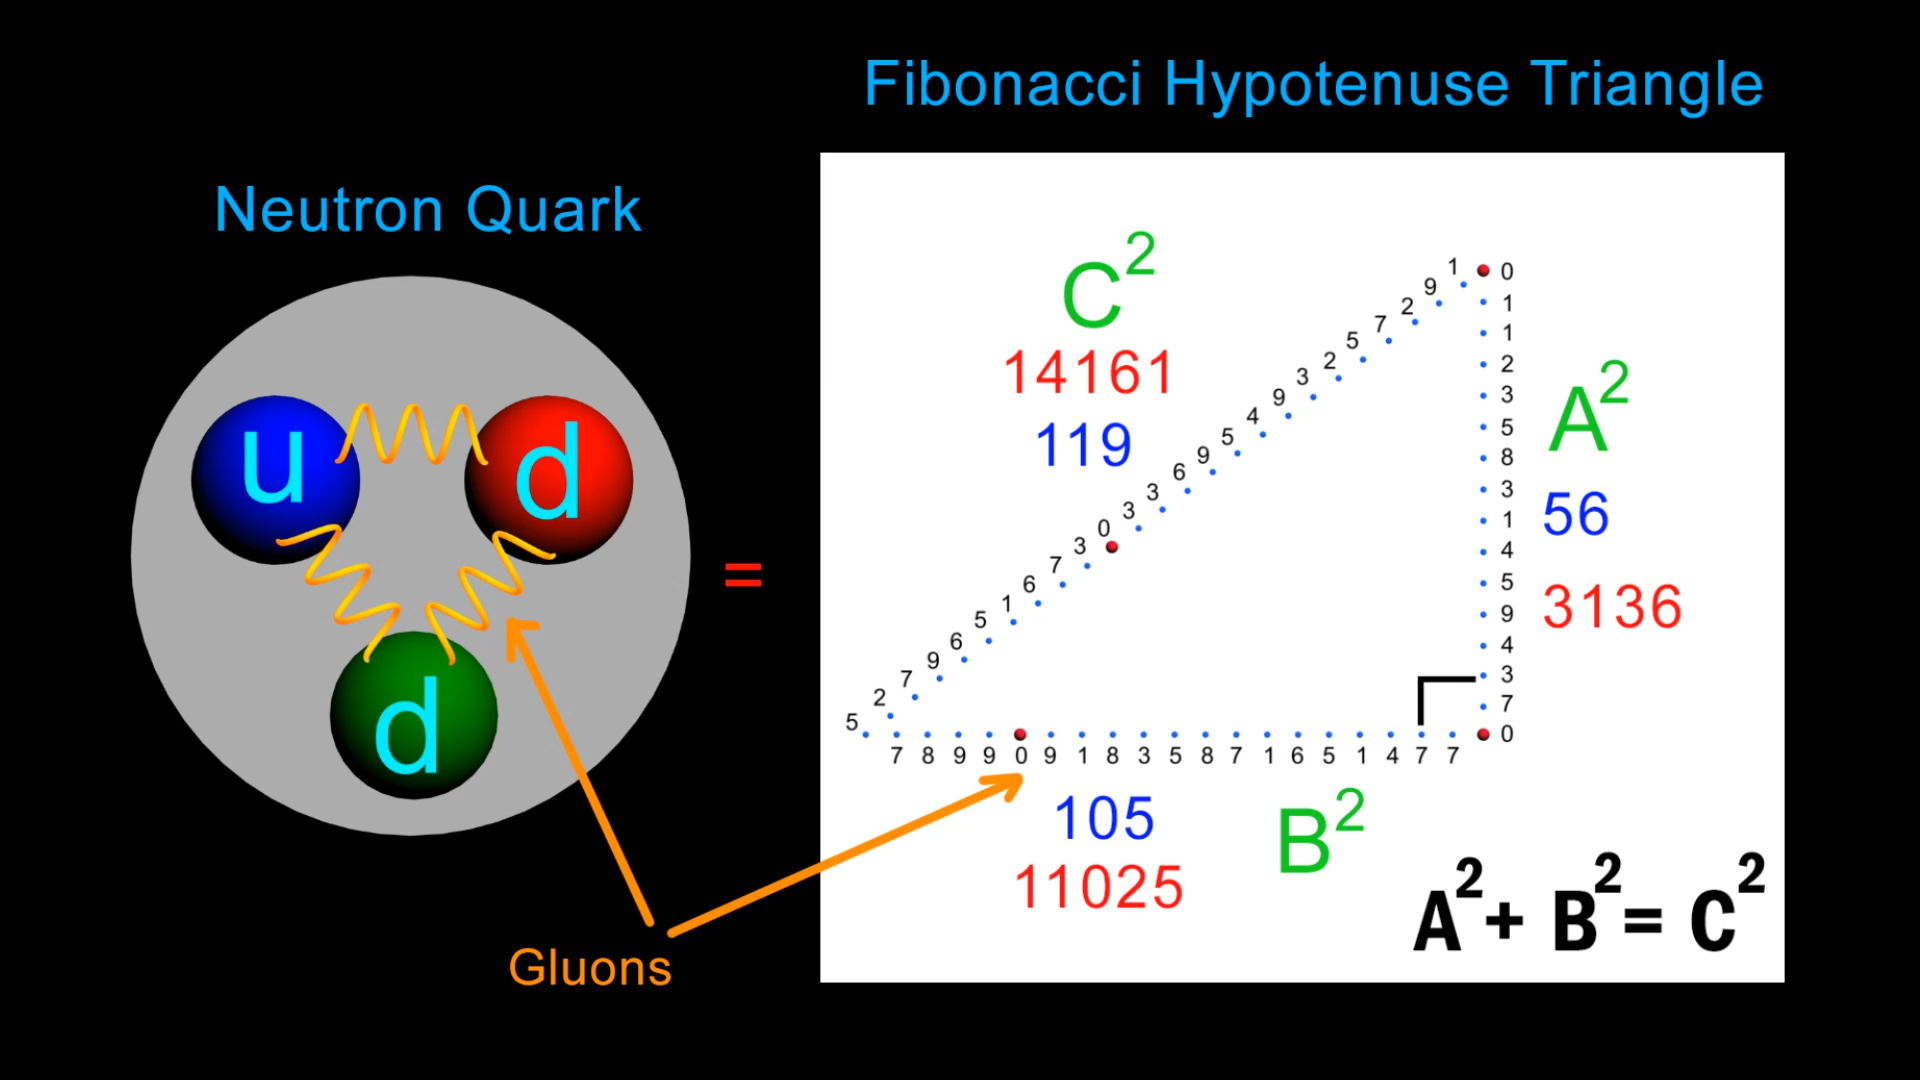 Fibonacci Hypotenuse Triangle
Neutron Quark
u
d
d
=
Gluons
C²
14161
119
1 9 2 7 5 2 3 9 4 5 9 6 3 3 0 3 7 6 1 5 6 9 7 2 5
0
1
1
2
3
5
8
3
1
4
5
9
4
3
7
0
A²
56
3136
7 8 9 9 0 9 1 8 3 5 8 7 1 6 5 1 4 7 7
105
11025
B²
A² + B² = C²